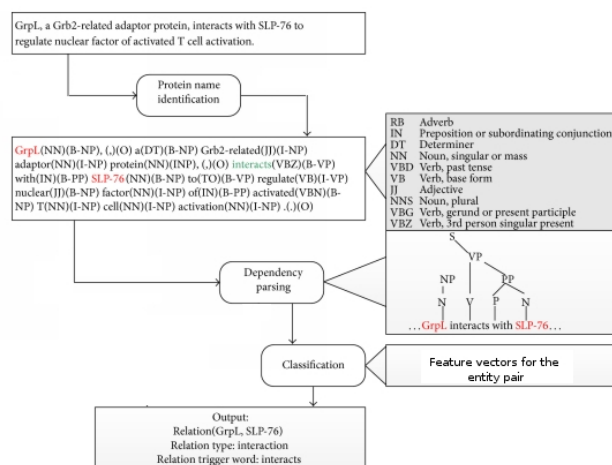 GrpL, a Grb2-related adaptor protein, interacts with SLP-76 to
regulate nuclear factor of activated T cell activation.
Protein name
identification
GrpL(NN)(B-NP), (,)(O) a(DT)(B-NP) Grb2-related(JJ)(I-NP)
adaptor(NN)(I-NP) protein(NN)(INP), (,)(O) interacts(VBZ)(B-VP)
with(IN)(B-PP) SLP-76(NN)(B-NP) to(TO)(B-VP) regulate(VB)(I-VP)
nuclear(JJ)(B-NP) factor(NN)(I-NP) of(IN)(B-PP) activated(VBN)(B-
NP) T(NN)(I-NP) cell(NN)(I-NP) activation(NN)(I-NP) .(.)(O)
RB Adverb
IN Preposition or subordinating conjunction
DT Determiner
NN Noun, singular or mass
VBD Verb, past tense
VB Verb, base form
JJ Adjective
NNS Noun, plural
VBG Verb, gerund or present participle
VBZ Verb, 3rd person singular present
Dependency
parsing
S
VP
NP PP
N V P N
...GrpL interacts with SLP-76...
Classification
Feature vectors for the
entity pair
Output:
Relation(GrpL, SLP-76)
Relation type: interaction
Relation trigger word: interacts